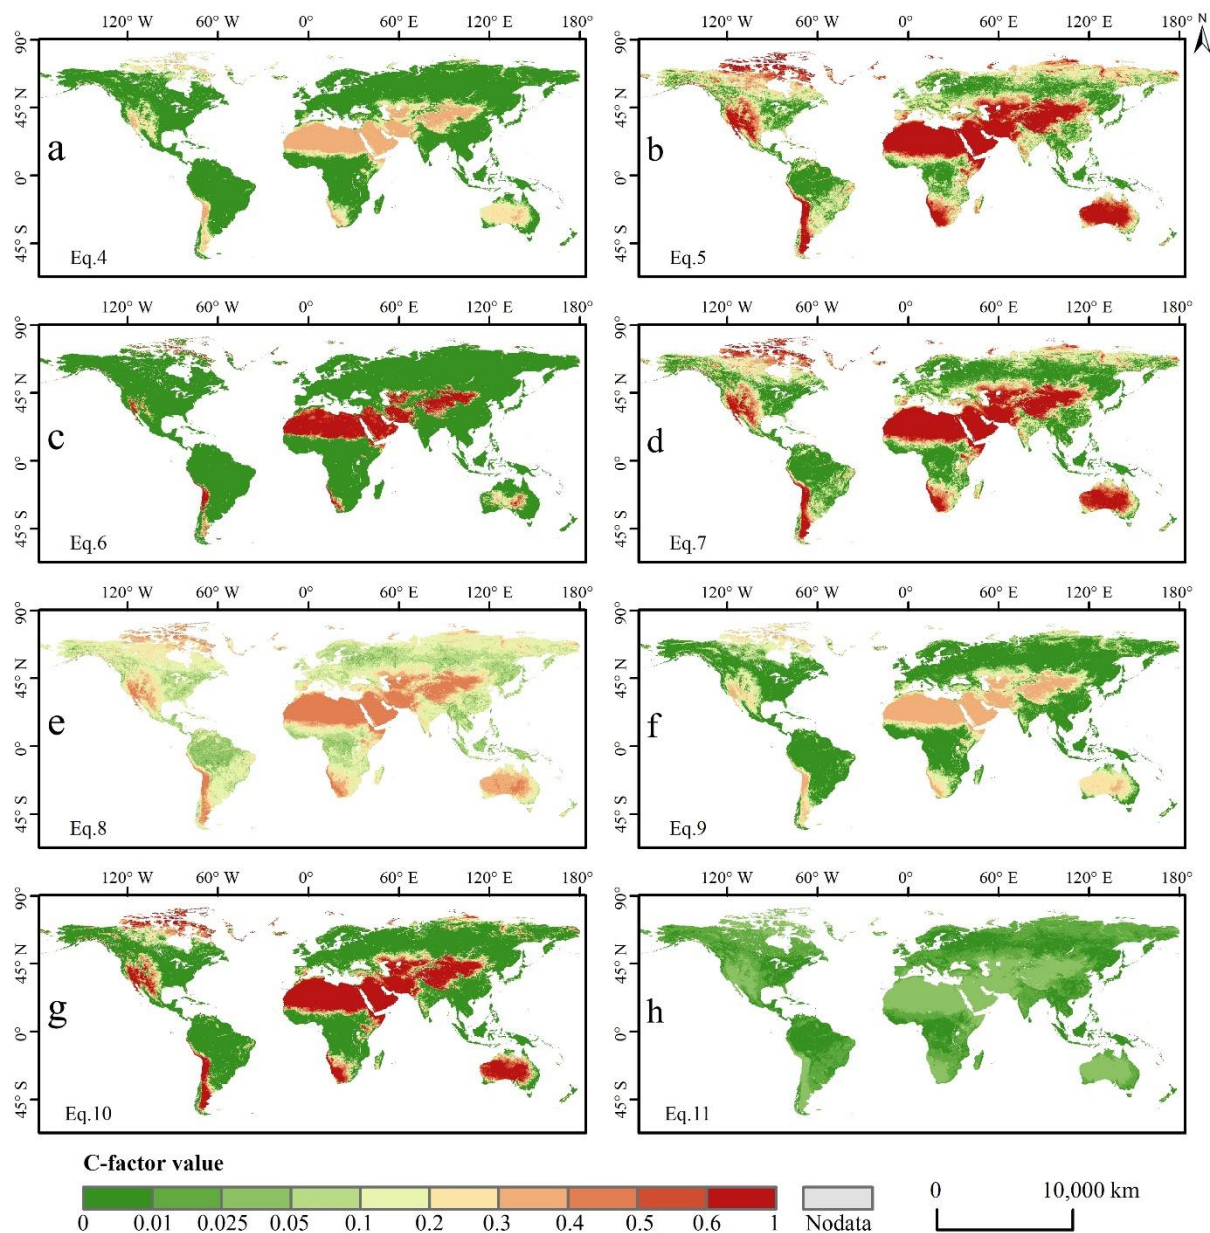 120° W 60° W 0° 60° E 120° E 180° 120° W 60° W 0° 60° E 120° E 180° N
90° 45° N 0° 45° S a Eq.4
90° 45° N 0° 45° S b Eq.5
120° W 60° W 0° 60° E 120° E 180° 120° W 60° W 0° 60° E 120° E 180°
90° 45° N 0° 45° S c Eq.6
90° 45° N 0° 45° S d Eq.7
120° W 60° W 0° 60° E 120° E 180° 120° W 60° W 0° 60° E 120° E 180°
90° 45° N 0° 45° S e Eq.8
90° 45° N 0° 45° S f Eq.9
120° W 60° W 0° 60° E 120° E 180° 120° W 60° W 0° 60° E 120° E 180°
90° 45° N 0° 45° S g Eq.10
90° 45° N 0° 45° S h Eq.11
C-factor value
0 0.01 0.025 0.05 0.1 0.2 0.3 0.4 0.5 0.6 1 Nodata
0 10,000 km